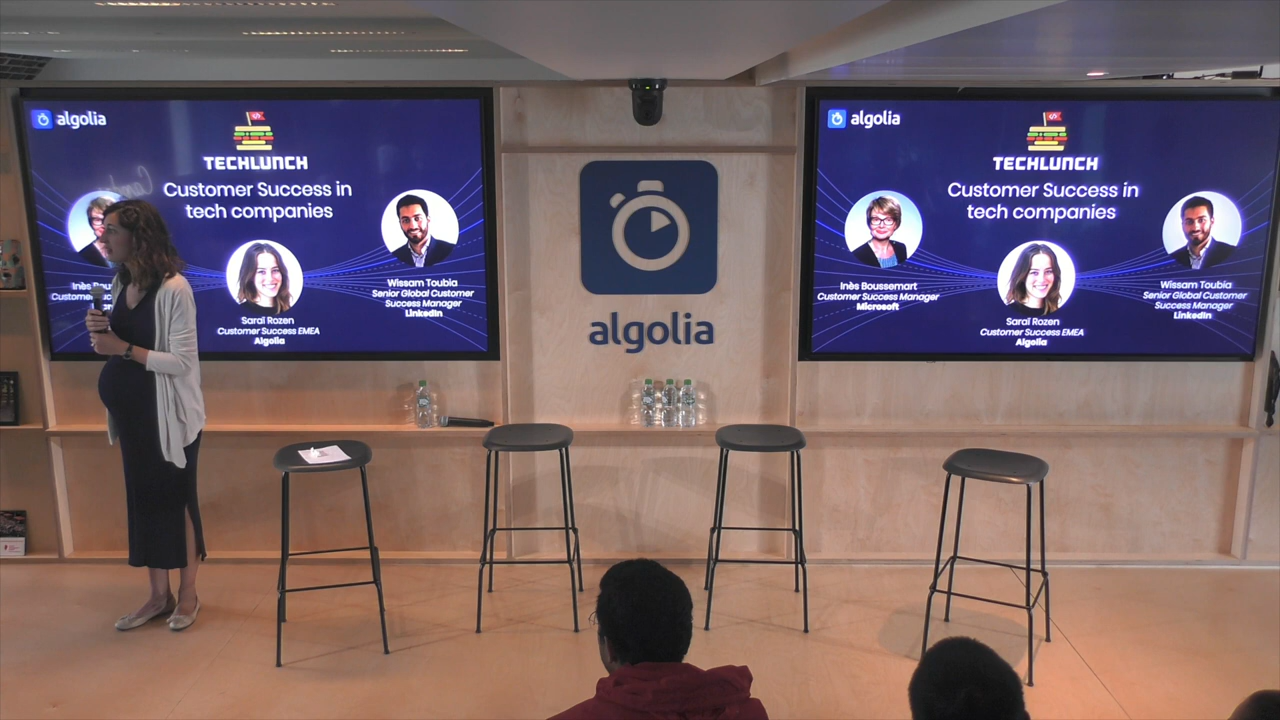 algolia
</>
TECHLUNCH
Customer Success in
tech companies
Wissam Toubia
Senior Global Customer
Success Manager
LinkedIn
Saraï Rozen
Customer Success EMEA
Algolia
algolia
algolia
</>
TECHLUNCH
Customer Success in
tech companies
Inès Boussemart
Customer Success Manager
Microsoft
Saraï Rozen
Customer Success EMEA
Algolia
Wissam Toubia
Senior Global Customer
Success Manager
LinkedIn